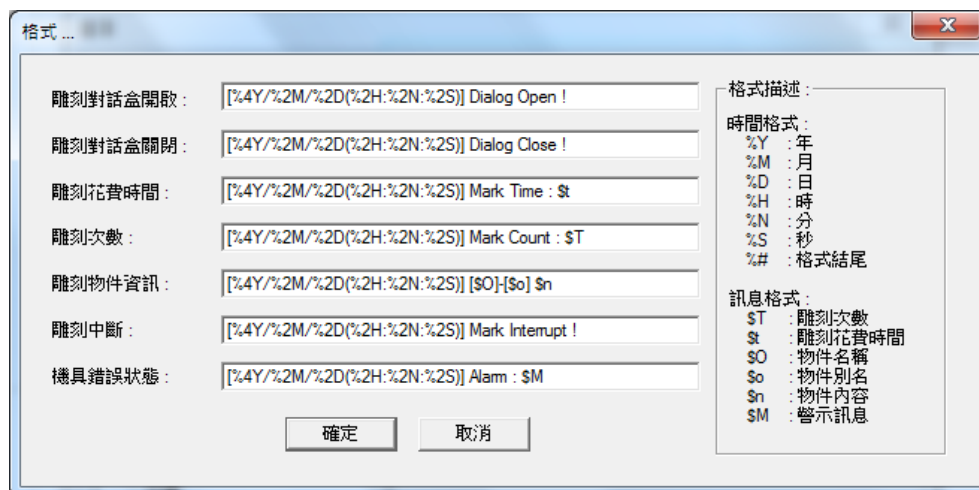 格式 ...
雕刻對話盒開啟 : [%4Y/%2M/%2D(%2H:%2N:%2S)] Dialog Open !
雕刻對話盒關閉 : [%4Y/%2M/%2D(%2H:%2N:%2S)] Dialog Close !
雕刻花費時間 : [%4Y/%2M/%2D(%2H:%2N:%2S)] Mark Time : $t
雕刻次數 : [%4Y/%2M/%2D(%2H:%2N:%2S)] Mark Count : $T
雕刻物件資訊 : [%4Y/%2M/%2D(%2H:%2N:%2S)] [$O]-[$o] $n
雕刻中斷 : [%4Y/%2M/%2D(%2H:%2N:%2S)] Mark Interrupt !
機具錯誤狀態 : [%4Y/%2M/%2D(%2H:%2N:%2S)] Alarm : $M
確定
取消
格式描述 :
時間格式 :
%Y : 年
%M : 月
%D : 日
%H : 時
%N : 分
%S : 秒
%# : 格式結尾
訊息格式 :
$T : 雕刻次數
$t : 雕刻花費時間
$O : 物件名稱
$o : 物件別名
$n : 物件內容
$M : 警示訊息